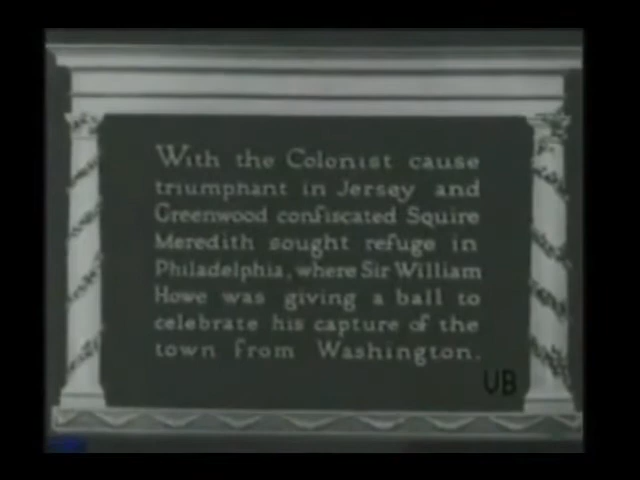 With the Colonist cause
triumphant in Jersey and
Greenwood confiscated Squire
Meredith sought refuge in
Philadelphia, where Sir William
Howe was giving a ball to
celebrate his capture of the
town from Washington.
VB